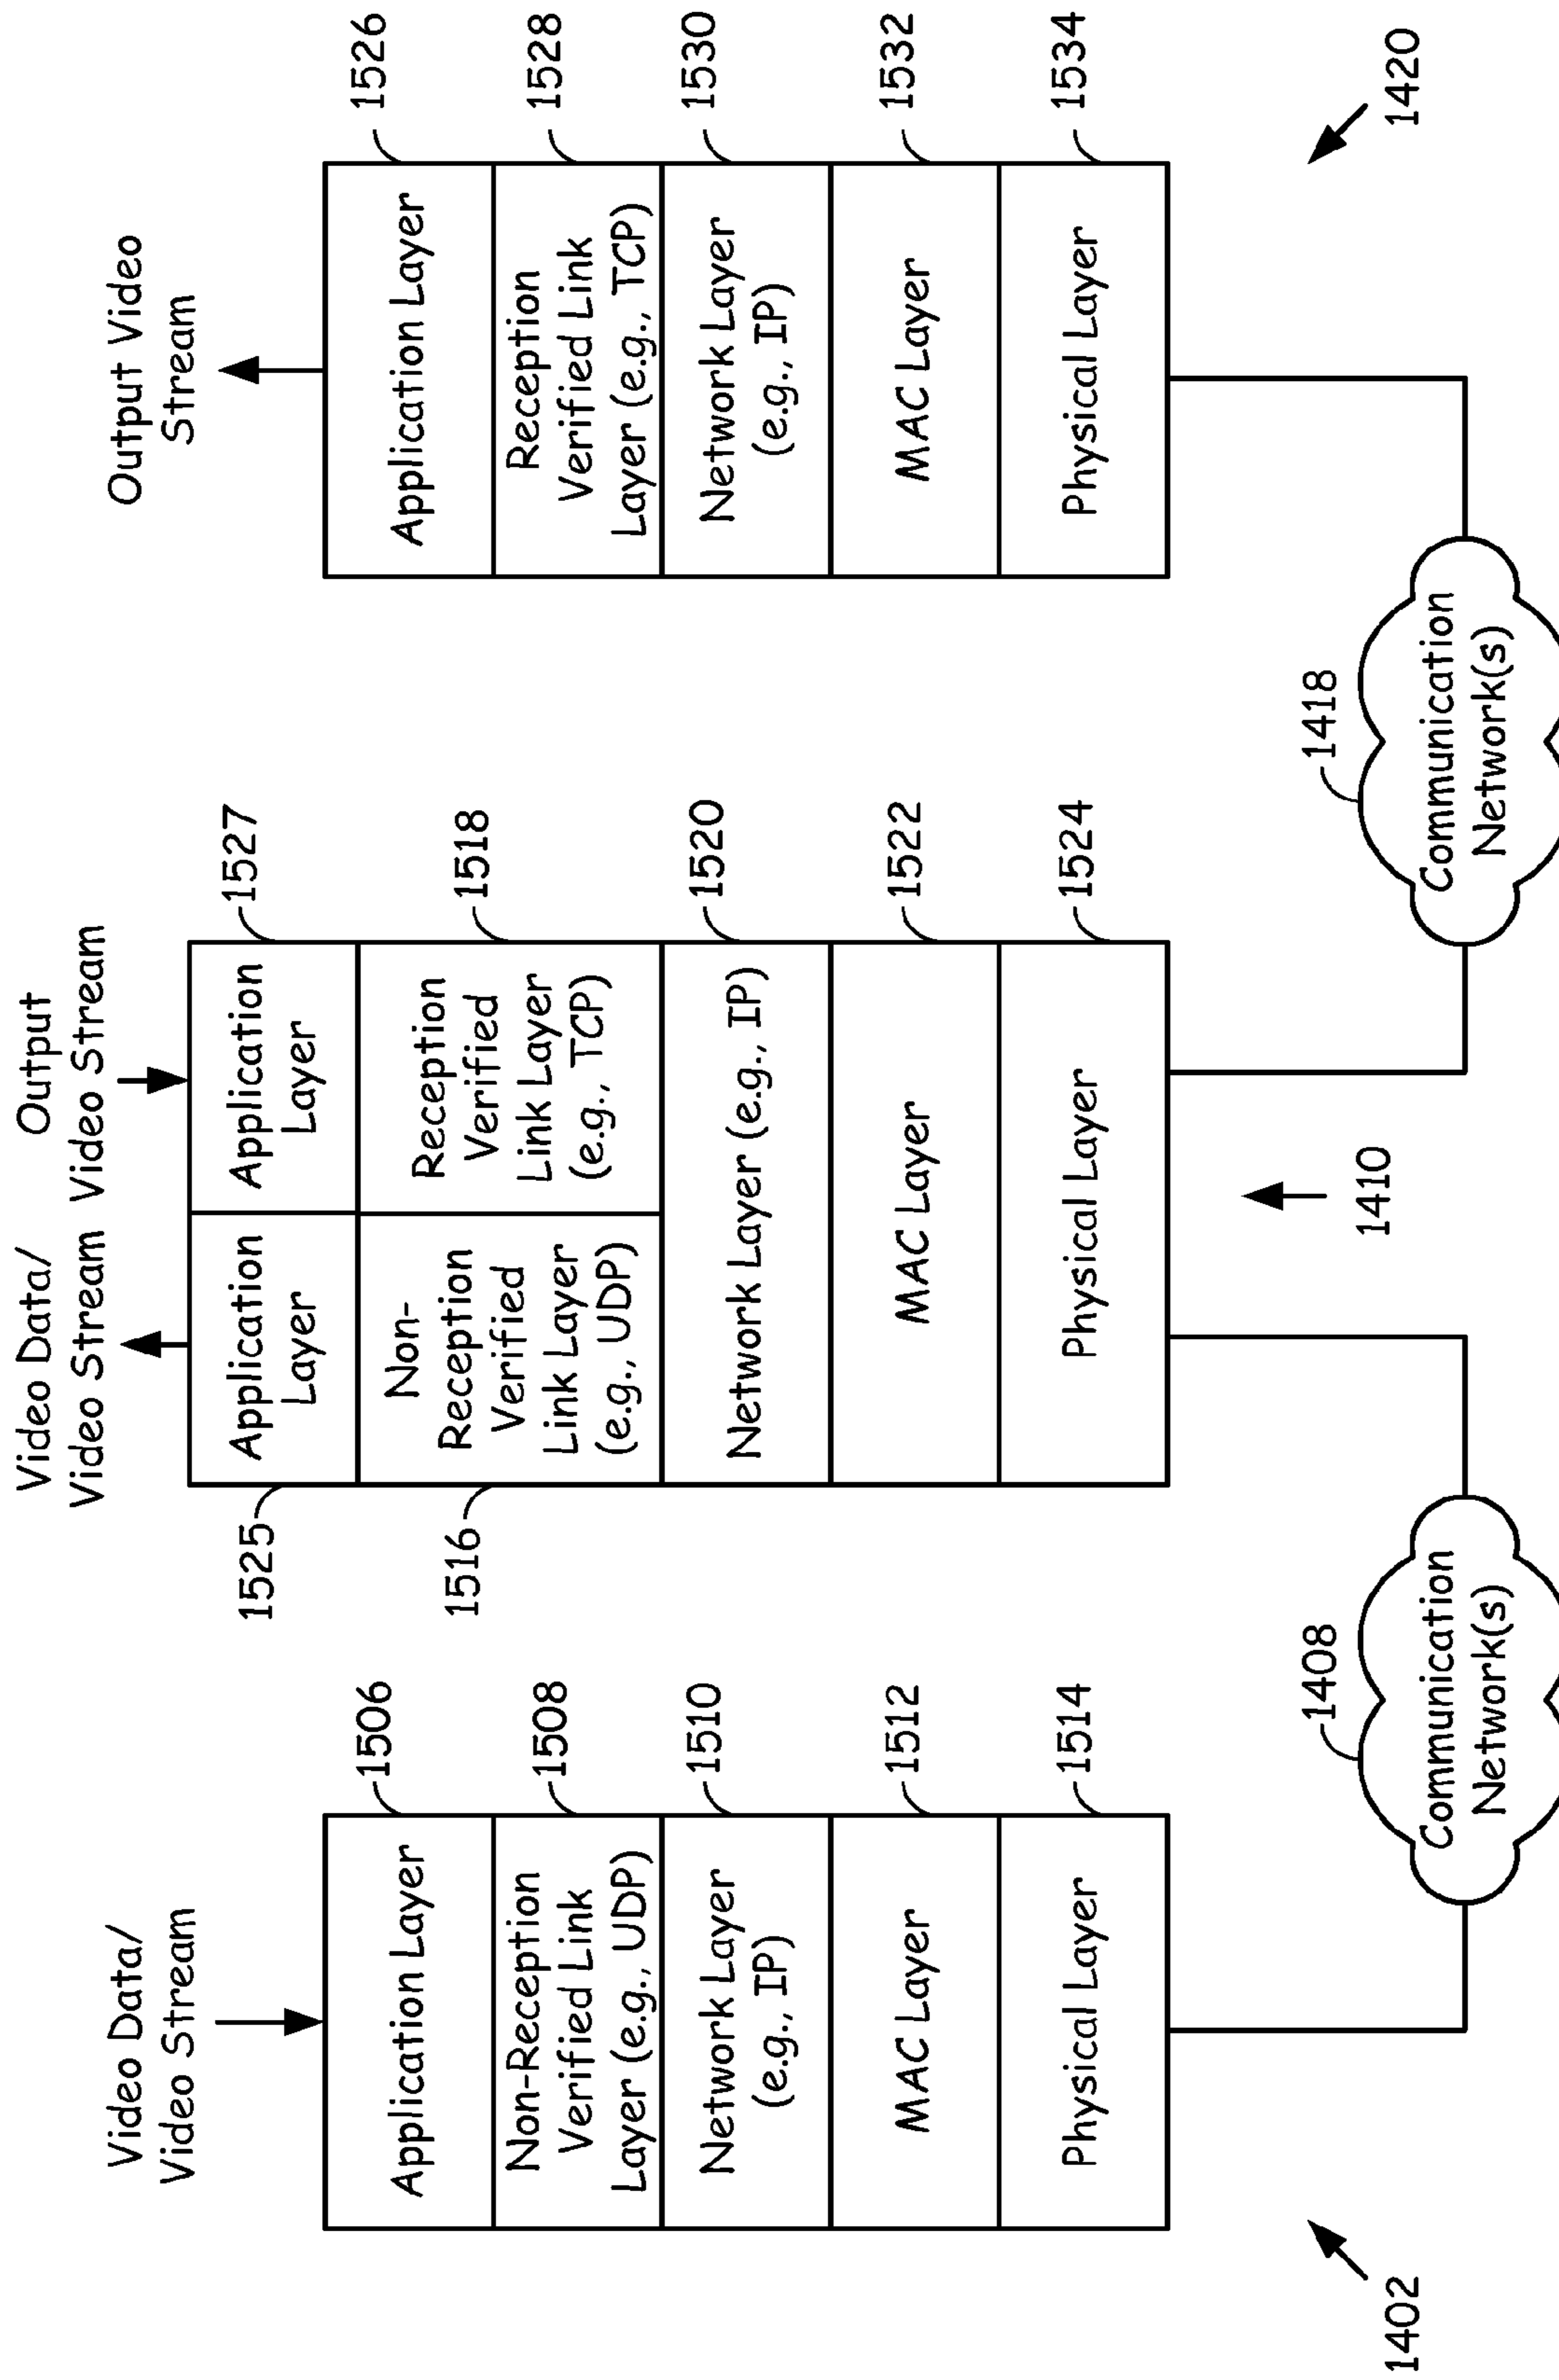 Video Data/
Video Stream
Application Layer
1506
Non-Reception
Verified Link
Layer (e.g., UDP)
1508
Network Layer
(e.g., IP)
1510
MAC Layer
1512
Physical Layer
1514
1402
1408
Communication
Network(s)
Video Data/
Video Stream
Output
Video Stream
1525
Application
Layer
Application
Layer
1527
1516
Non-
Reception
Verified
Link Layer
(e.g., UDP)
Reception
Verified
Link Layer
(e.g., TCP)
1518
Network Layer (e.g., IP)
1520
MAC Layer
1522
Physical Layer
1524
1410
1418
Communication
Network(s)
Output Video
Stream
Application Layer
1526
Reception
Verified Link
Layer (e.g., TCP)
1528
Network Layer
(e.g., IP)
1530
MAC Layer
1532
Physical Layer
1534
1420